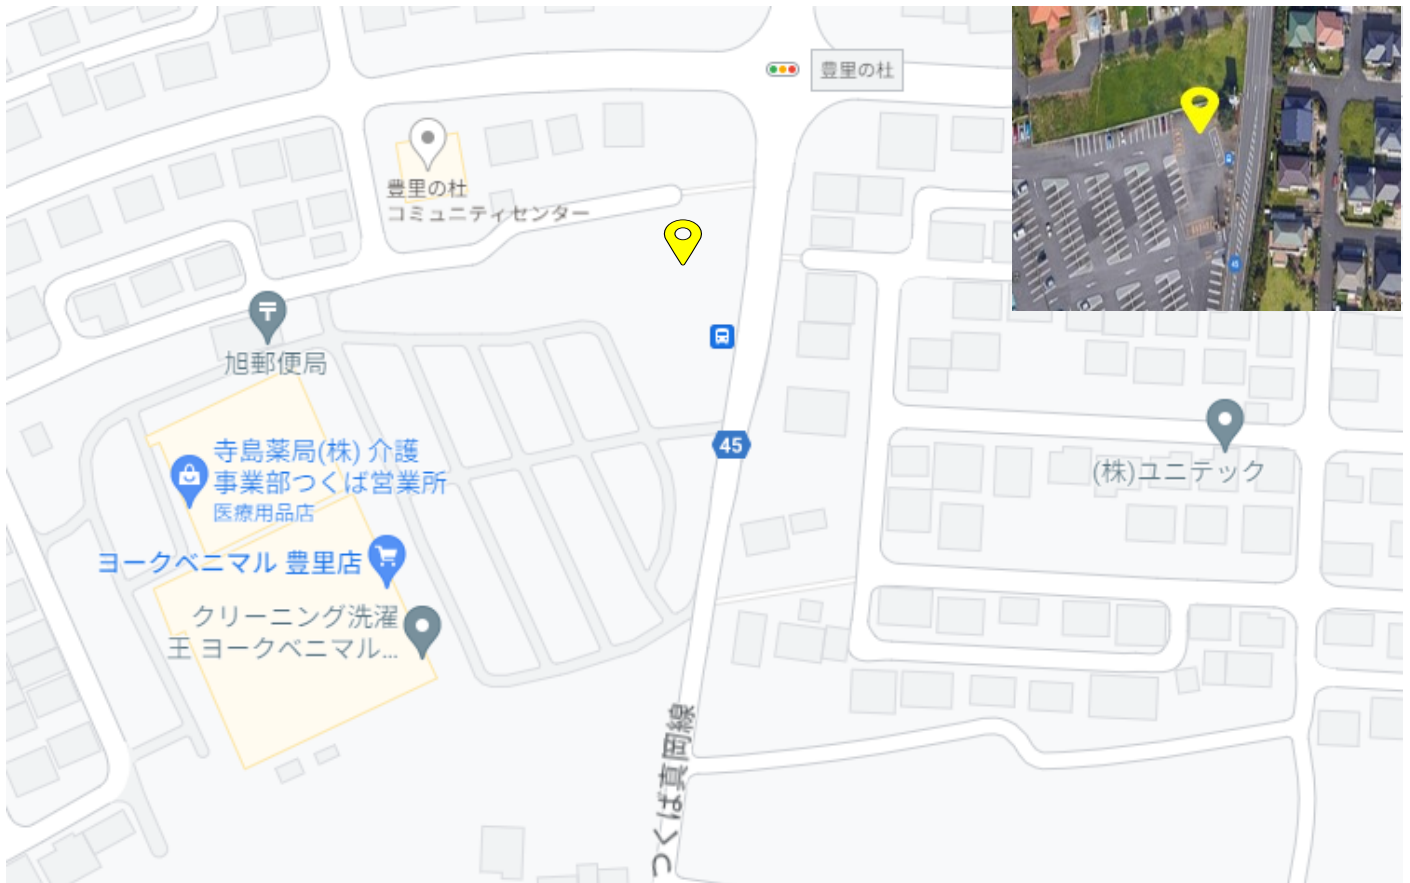 豊里の杜
豊里の杜
コミュニティセンター
旭郵便局
45
寺島薬局(株) 介護
事業部つくば営業所
医療用品店
(株)ユニテック
ヨークベニマル 豊里店
クリーニング洗濯
王 ヨークベニマル...
つくば真岡線
45